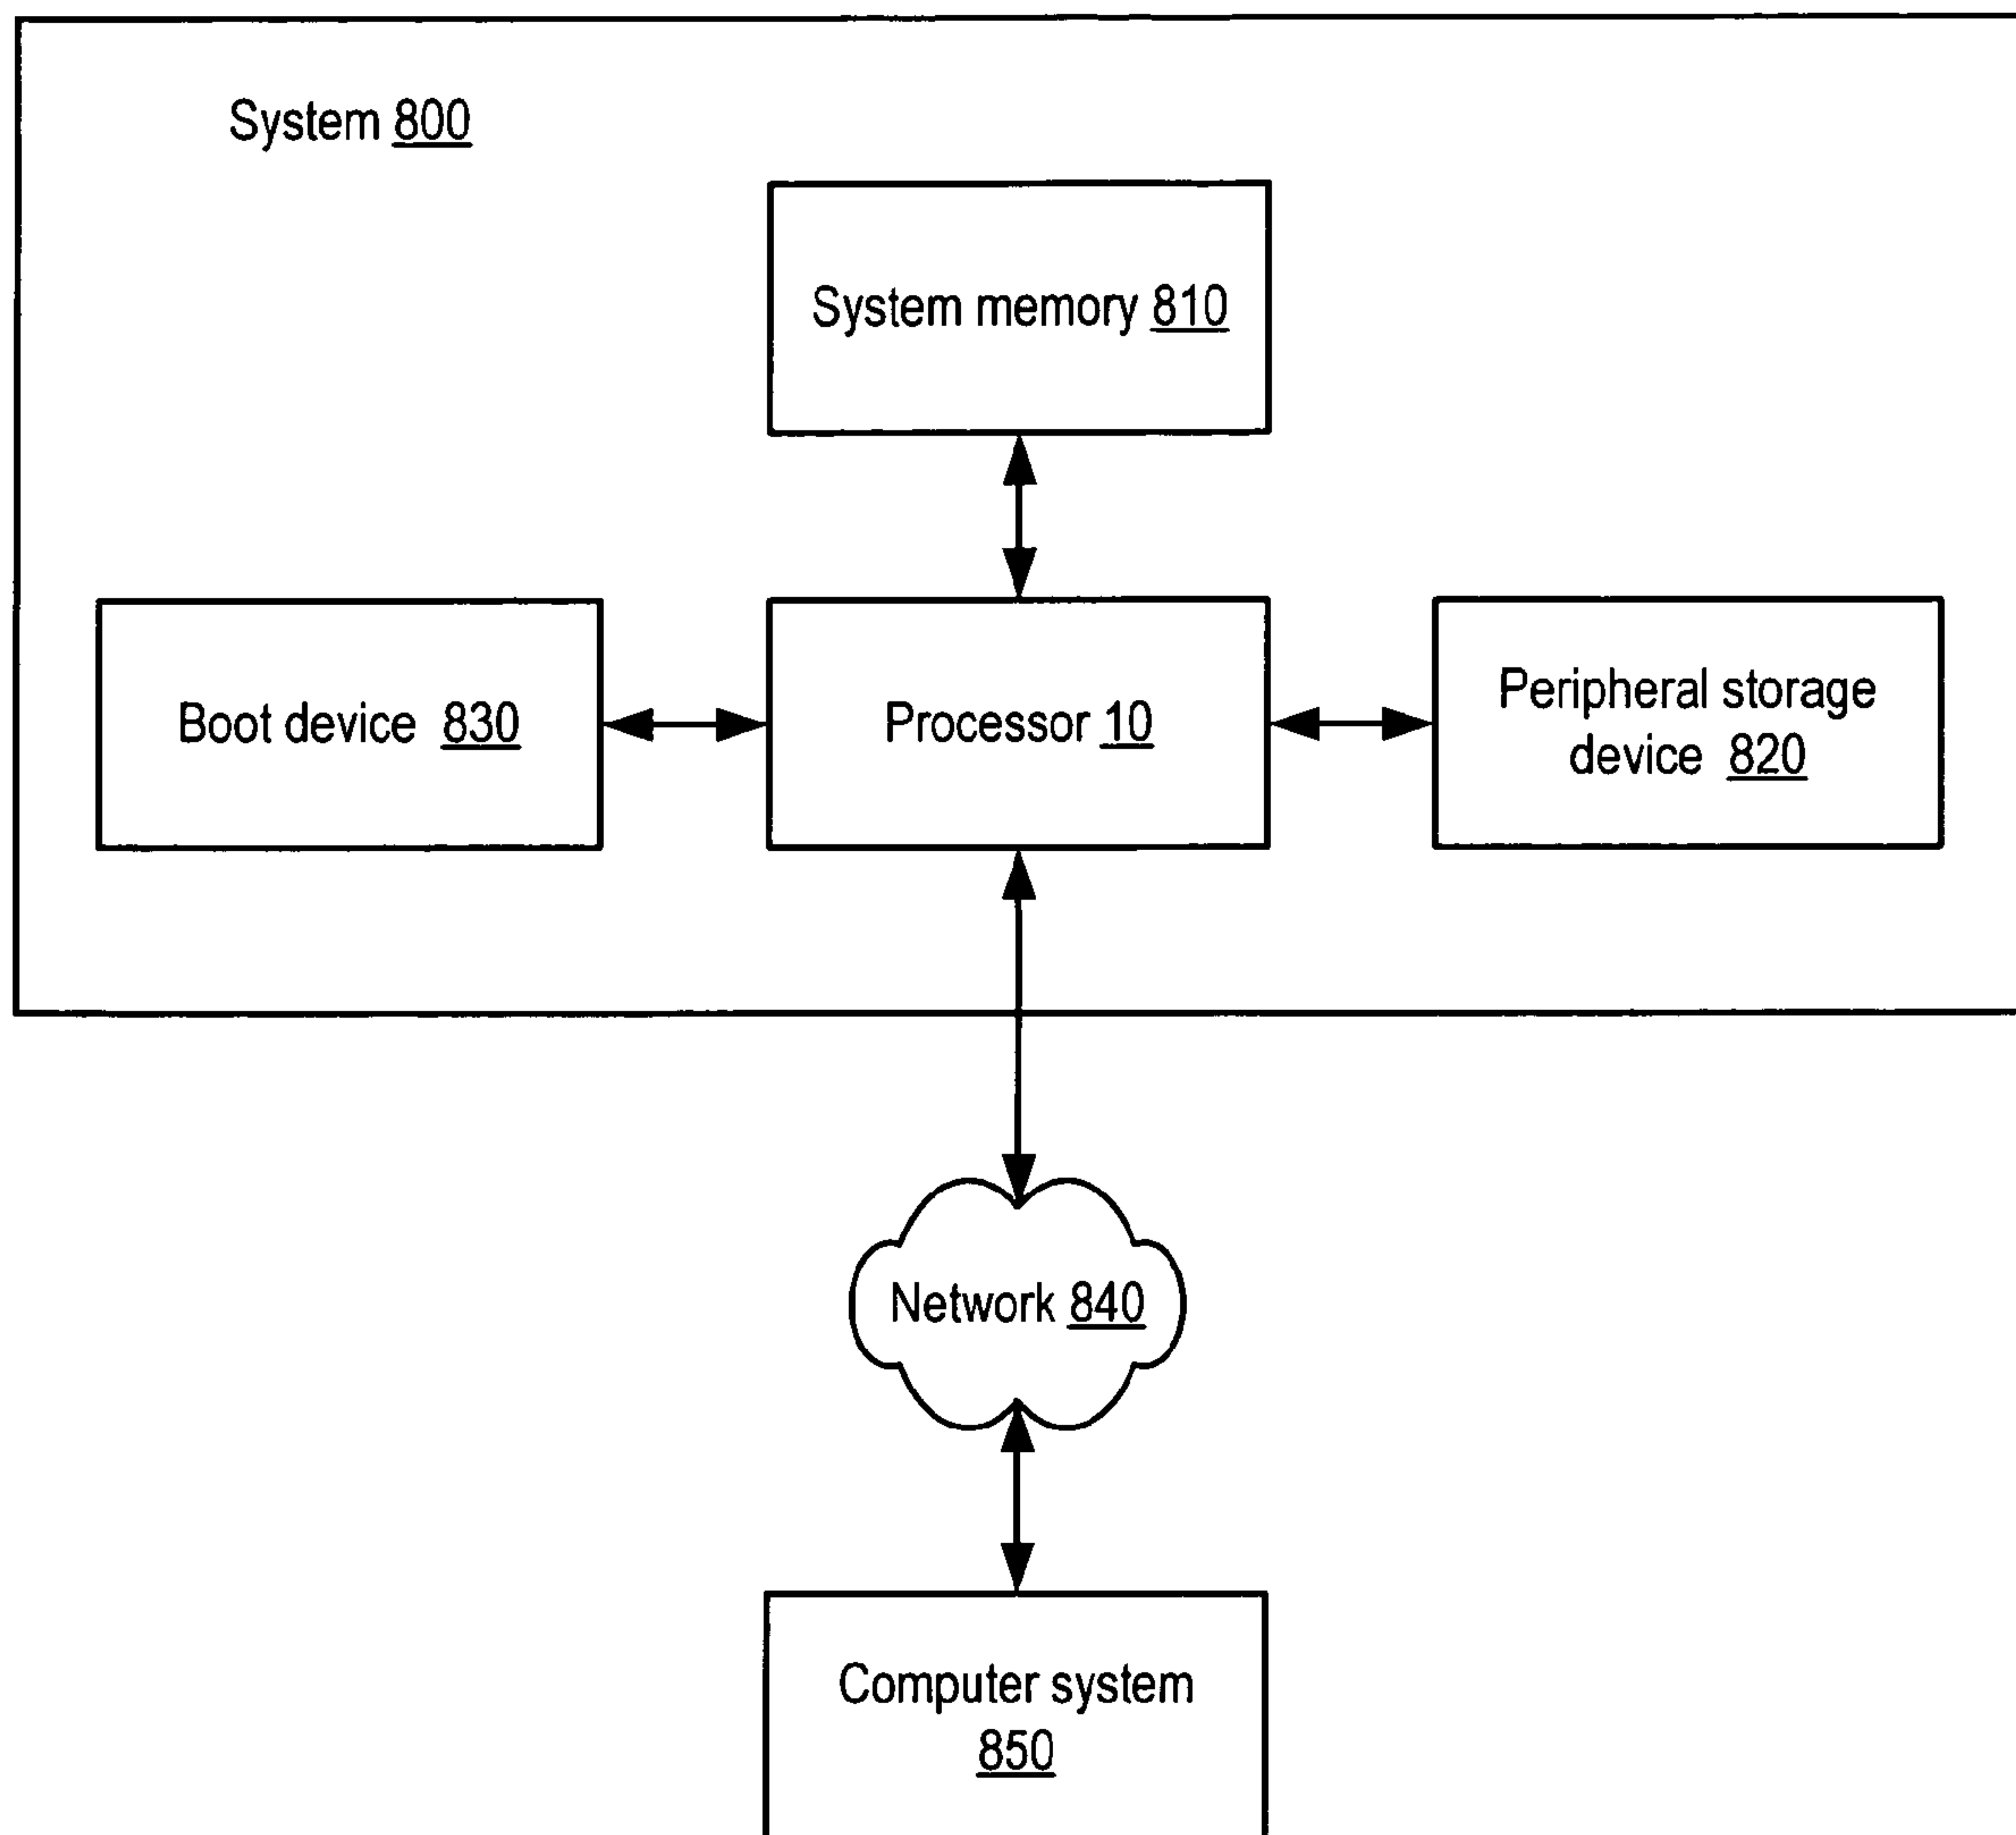 System 800
System memory 810
Boot device 830
Processor 10
Peripheral storage
device 820
Network 840
Computer system
850